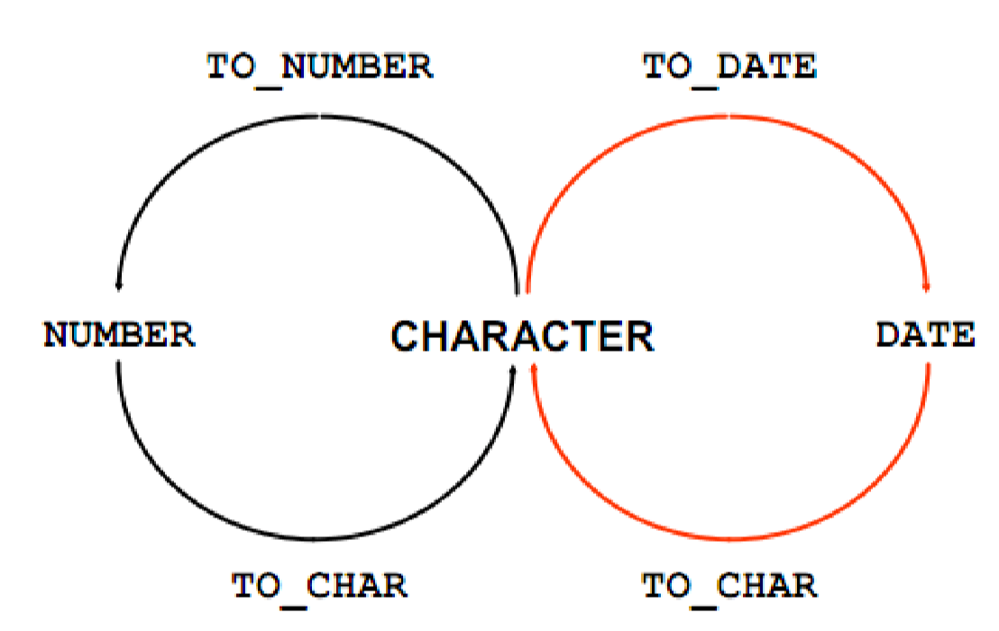 TO_NUMBER TO_DATE
NUMBER CHARACTER DATE
TO_CHAR TO_CHAR